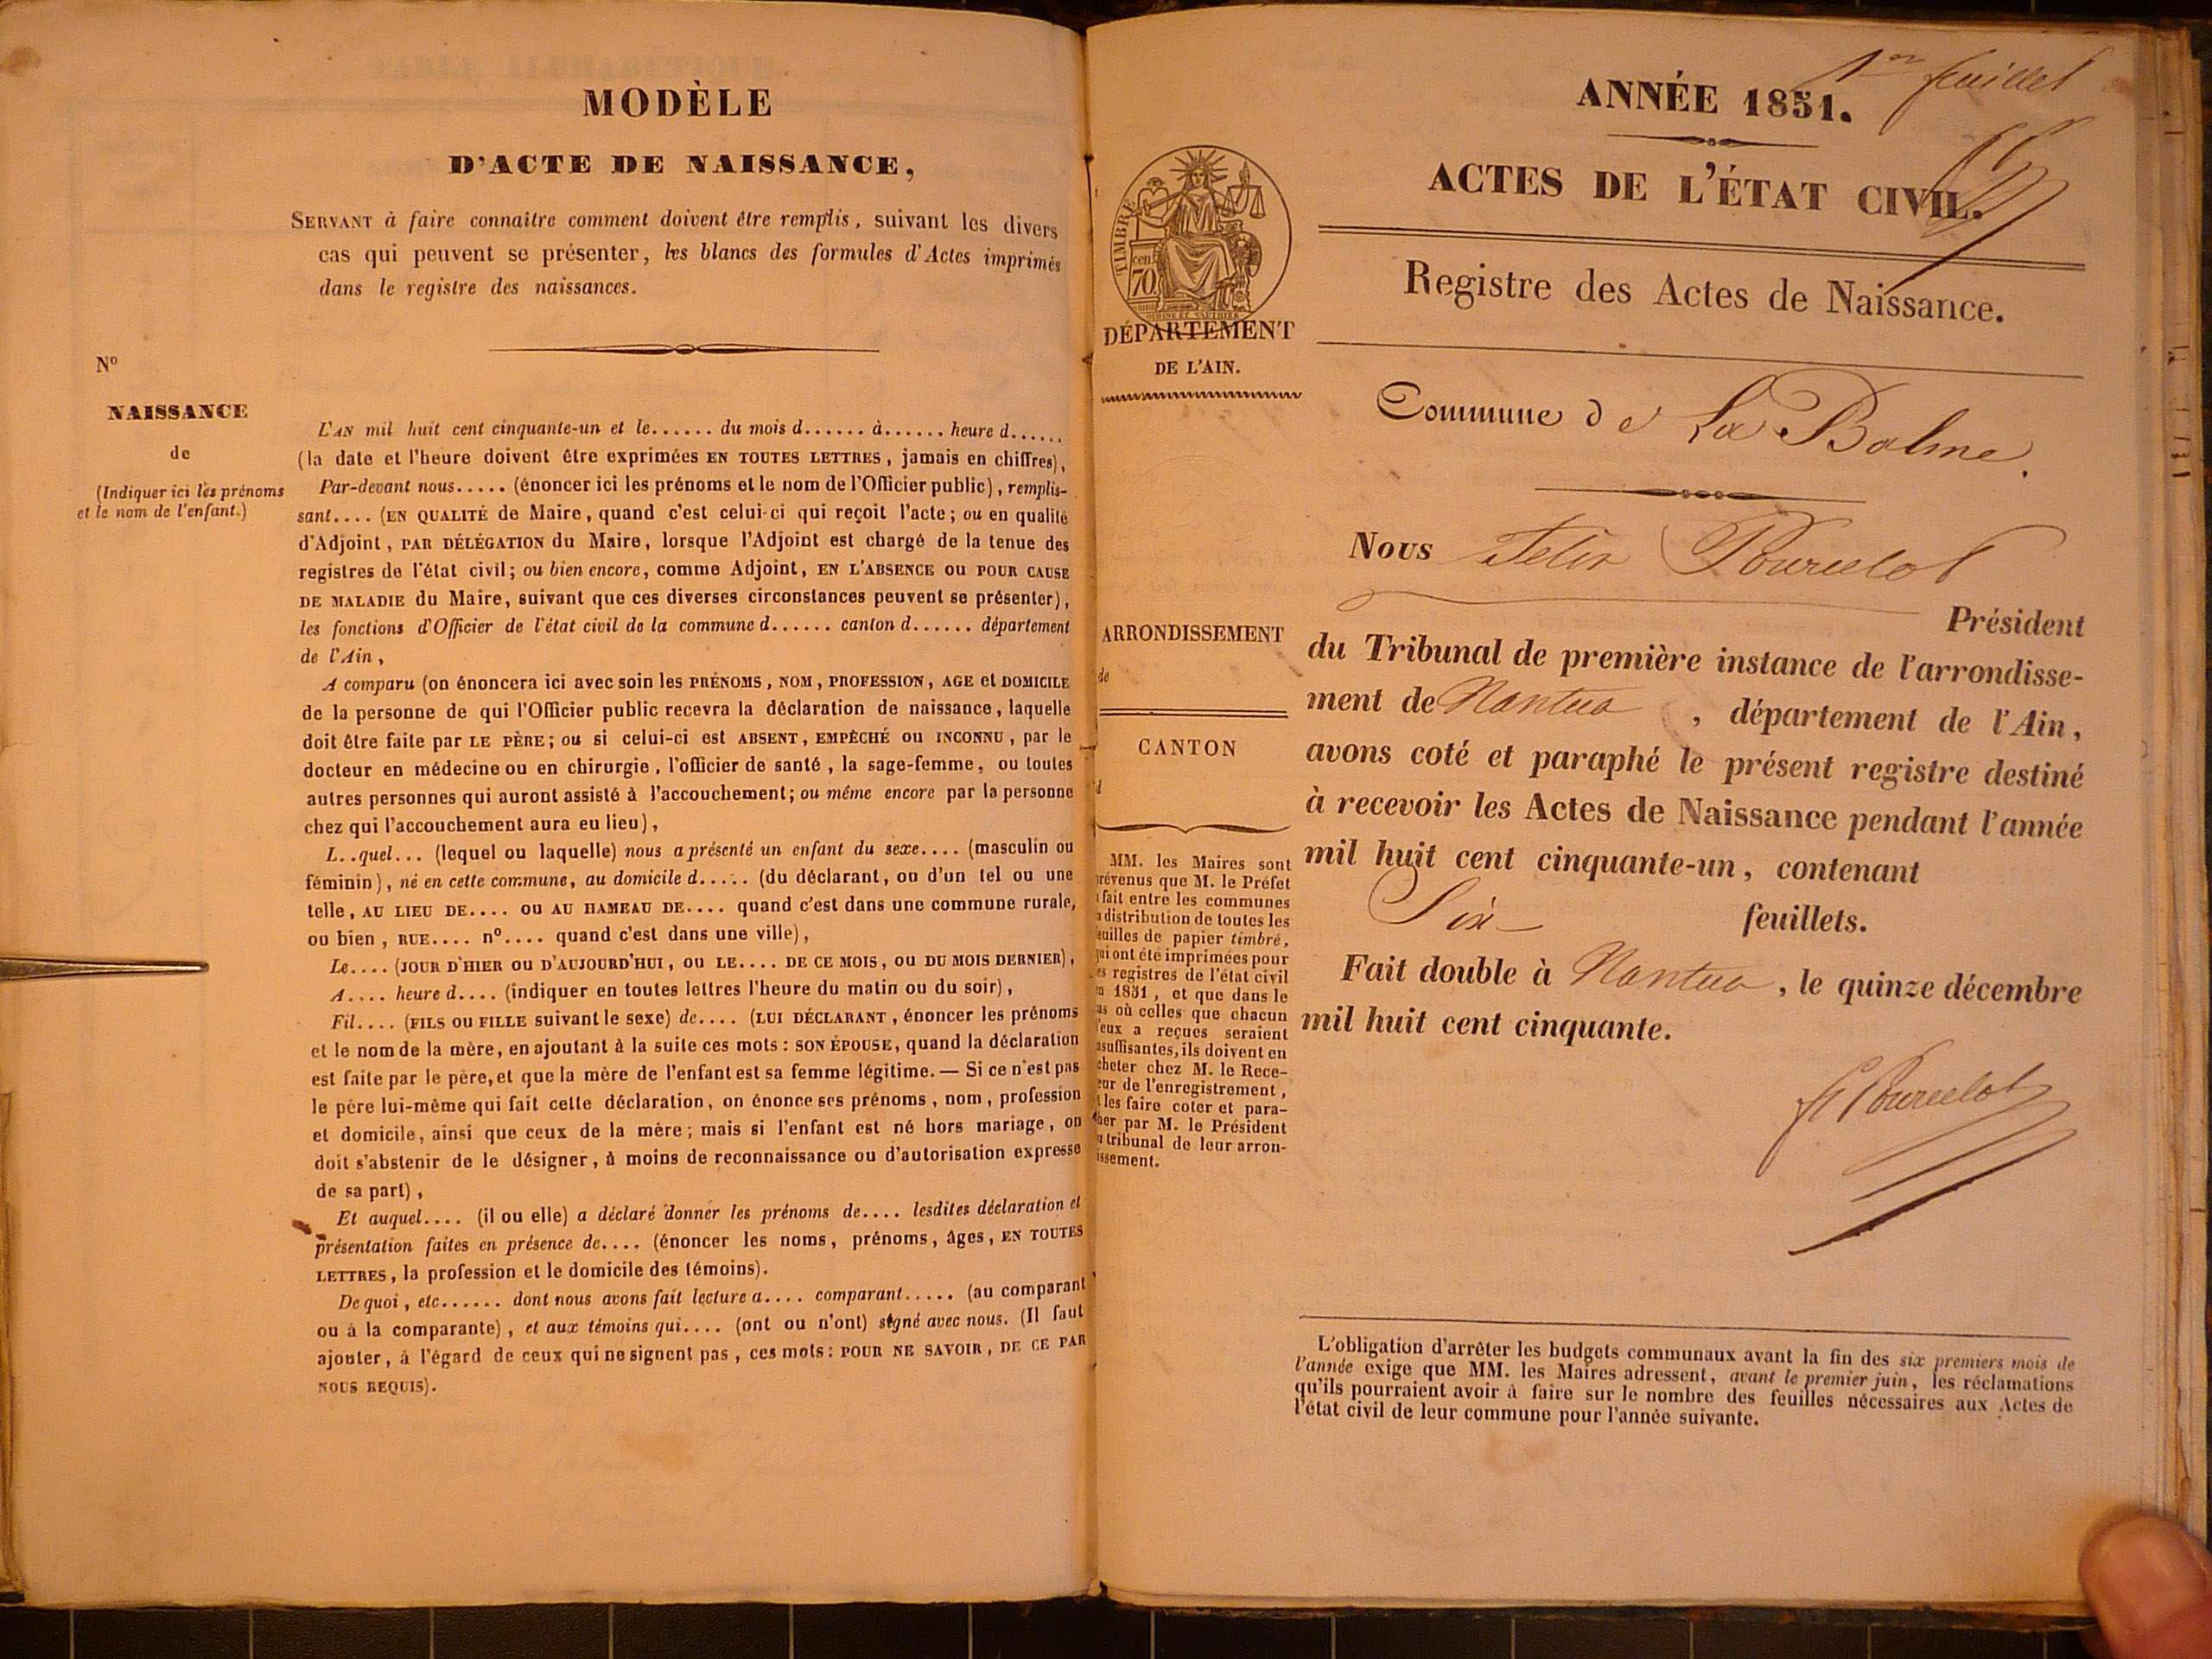 MODÈLE
D'ACTE DE NAISSANCE,
SERVANT à faire connaître comment doivent être remplis, suivant les divers
cas qui peuvent se présenter, les blancs des formules d'Actes imprimés
dans le registre des naissances.
N°
NAISSANCE
de
(Indiquer ici les prénoms
et le nom de l'enfant.)
L'AN mil huit cent cinquante-un et le...... du mois d...... à...... heure d......
(la date et l'heure doivent être exprimées EN TOUTES LETTRES, jamais en chiffres),
Par-devant nous..... (énoncer ici les prénoms et le nom de l'Officier public), remplis-
sant.... (EN QUALITÉ de Maire, quand c'est celui-ci qui reçoit l'acte; ou en qualité
d'Adjoint, PAR DÉLÉGATION du Maire, lorsque l'Adjoint est chargé de la tenue des
registres de l'état civil; ou bien encore, comme Adjoint, EN L'ABSENCE OU POUR CAUSE
DE MALADIE du Maire, suivant que ces diverses circonstances peuvent se présenter),
les fonctions d'Officier de l'état civil de la commune d...... canton d...... département
de l'Ain,
A comparu (on énoncera ici avec soin les PRÉNOMS, NOM, PROFESSION, AGE et DOMICILE
de la personne de qui l'Officier public recevra la déclaration de naissance, laquelle
doit être faite par LE PÈRE; ou si celui-ci est ABSENT, EMPÊCHÉ ou INCONNU, par le
docteur en médecine ou en chirurgie, l'officier de santé, la sage-femme, ou toutes
autres personnes qui auront assisté à l'accouchement; ou même encore par la personne
chez qui l'accouchement aura eu lieu),
L..quel... (lequel ou laquelle) nous a présenté un enfant du sexe.... (masculin ou
féminin), né en cette commune, au domicile d..... (du déclarant, ou d'un tel ou une
telle, AU LIEU DE.... OU AU HAMEAU DE.... quand c'est dans une commune rurale,
ou bien, RUE.... n°.... quand c'est dans une ville),
Le.... (JOUR D'HIER OU D'AUJOURD'HUI, OU LE.... DE CE MOIS, OU DU MOIS DERNIER),
A.... heure d.... (indiquer en toutes lettres l'heure du matin ou du soir),
Fil.... (FILS OU FILLE suivant le sexe) de.... (LUI DÉCLARANT, énoncer les prénoms
et le nom de la mère, en ajoutant à la suite ces mots: SON ÉPOUSE, quand la déclaration
est faite par le père, et que la mère de l'enfant est sa femme légitime. — Si ce n'est pas
le père lui-même qui fait cette déclaration, on énonce ses prénoms, nom, profession
et domicile, ainsi que ceux de la mère; mais si l'enfant est né hors mariage, on
doit s'abstenir de le désigner, à moins de reconnaissance ou d'autorisation expresse
de sa part),
Et auquel.... (il ou elle) a déclaré donner les prénoms de.... lesdites déclaration et
présentation faites en présence de.... (énoncer les noms, prénoms, âges, EN TOUTES
LETTRES, la profession et le domicile des témoins).
De quoi, etc...... dont nous avons fait lecture a.... comparant..... (au comparant
ou à la comparante), et aux témoins qui.... (ont ou n'ont) signé avec nous. (Il faut
ajouter, à l'égard de ceux qui ne signent pas, ces mots: POUR NE SAVOIR, DE CE PAR
NOUS REQUIS).
1er feuillet
ANNÉE 1851.
ACTES DE L'ÉTAT CIVIL.
Registre des Actes de Naissance.
TIMBRE
70 cen
DÉPARTEMENT
DE L'AIN.
Commune de La Balme.
Nous Felix Pourcelot
Président
du Tribunal de première instance de l'arrondisse-
ment de Nantua, département de l'Ain,
avons coté et paraphé le présent registre destiné
à recevoir les Actes de Naissance pendant l'année
mil huit cent cinquante-un, contenant
Six feuillets.
Fait double à Nantua, le quinze décembre
mil huit cent cinquante.
F Pourcelot
ARRONDISSEMENT
de
CANTON
d
MM. les Maires sont
prévenus que M. le Préfet
a fait entre les communes
la distribution de toutes les
feuilles de papier timbré,
qui ont été imprimées pour
les registres de l'état civil
en 1851, et que dans le
cas où celles que chacun
d'eux a reçues seraient
insuffisantes, ils doivent en
acheter chez M. le Rece-
veur de l'enregistrement,
et les faire coter et para-
pher par M. le Président
du tribunal de leur arron-
dissement.
L'obligation d'arrêter les budgets communaux avant la fin des six premiers mois de
l'année exige que MM. les Maires adressent, avant le premier juin, les réclamations
qu'ils pourraient avoir à faire sur le nombre des feuilles nécessaires aux Actes de
l'état civil de leur commune pour l'année suivante.